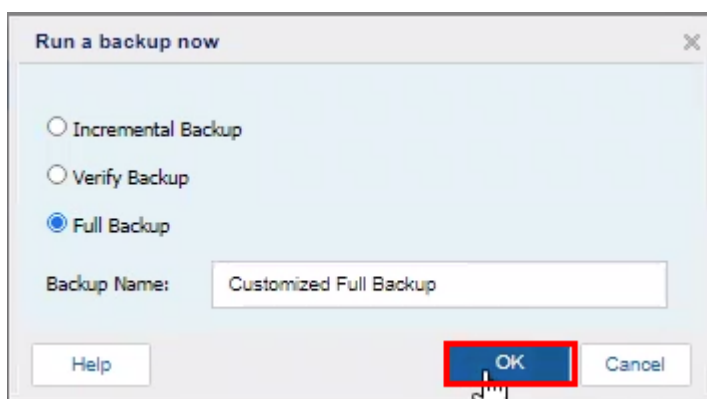 Run a backup now
Incremental Backup
Verify Backup
Full Backup
Backup Name: Customized Full Backup
Help OK Cancel